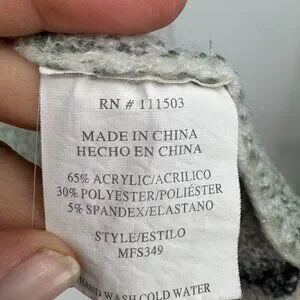 RN # 111503
MADE IN CHINA
HECHO EN CHINA
65% ACRYLIC/ACRILICO
30% POLYESTER/POLIÉSTER
5% SPANDEX/ELASTANO
STYLE/ESTILO
MFS349
HAND WASH COLD WATER